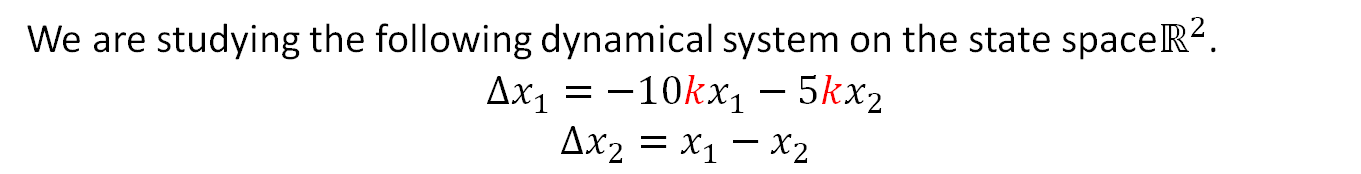 We are studying the following dynamical system on the state spaceℝ².
Δx₁ = −10kx₁ − 5kx₂
Δx₂ = x₁ − x₂